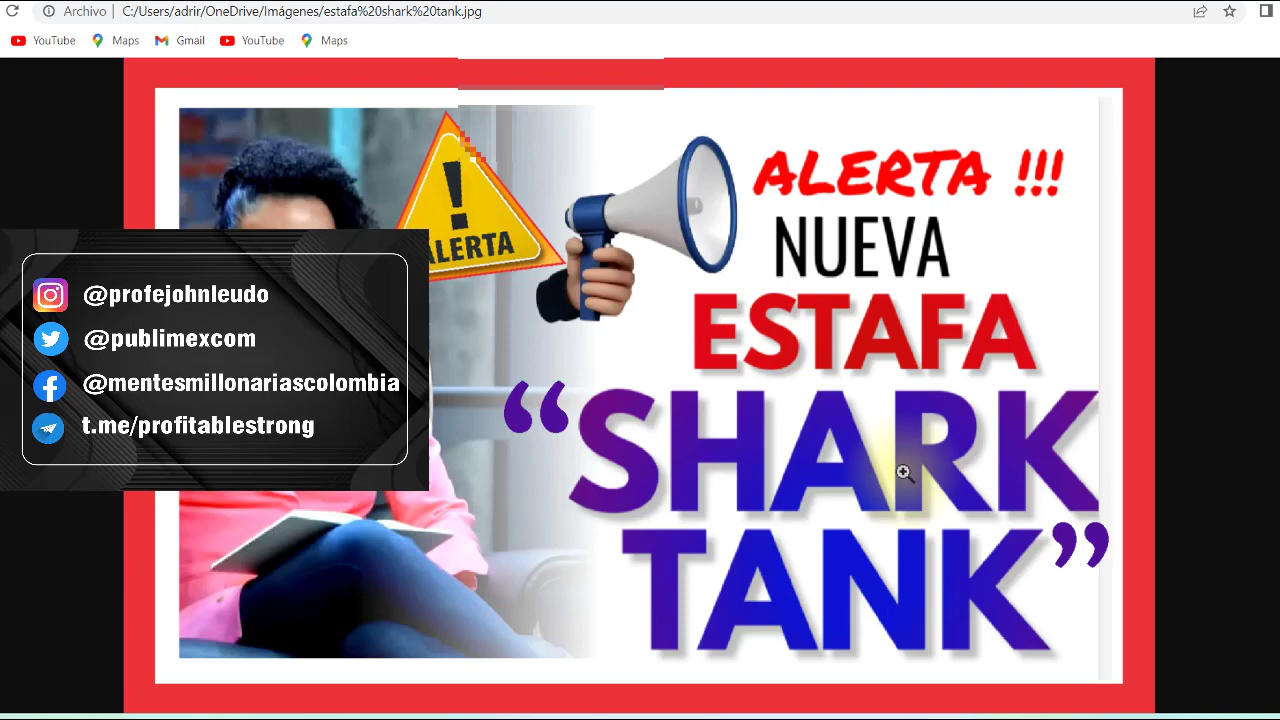 Archivo
C:/Users/adrir/OneDrive/Imágenes/estafa%20shark%20tank.jpg
YouTube
Maps
Gmail
YouTube
Maps
ALERTA !!!
NUEVA
ESTAFA
“SHARK
TANK”
ALERTA
@profejohnleudo
@publimexcom
@mentesmillonariascolombia
t.me/profitablestrong